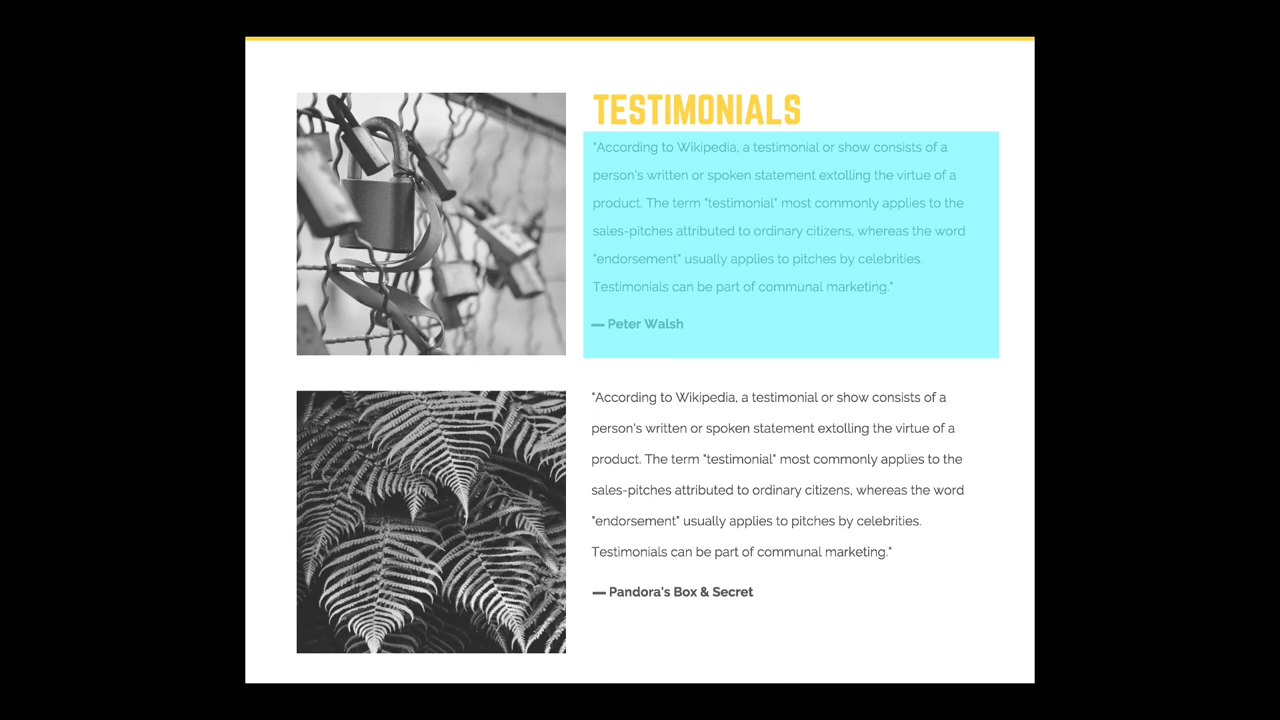 TESTIMONIALS
"According to Wikipedia, a testimonial or show consists of a
person's written or spoken statement extolling the virtue of a
product. The term "testimonial" most commonly applies to the
sales-pitches attributed to ordinary citizens, whereas the word
"endorsement" usually applies to pitches by celebrities.
Testimonials can be part of communal marketing."
— Peter Walsh
"According to Wikipedia, a testimonial or show consists of a
person's written or spoken statement extolling the virtue of a
product. The term "testimonial" most commonly applies to the
sales-pitches attributed to ordinary citizens, whereas the word
"endorsement" usually applies to pitches by celebrities.
Testimonials can be part of communal marketing."
— Pandora's Box & Secret